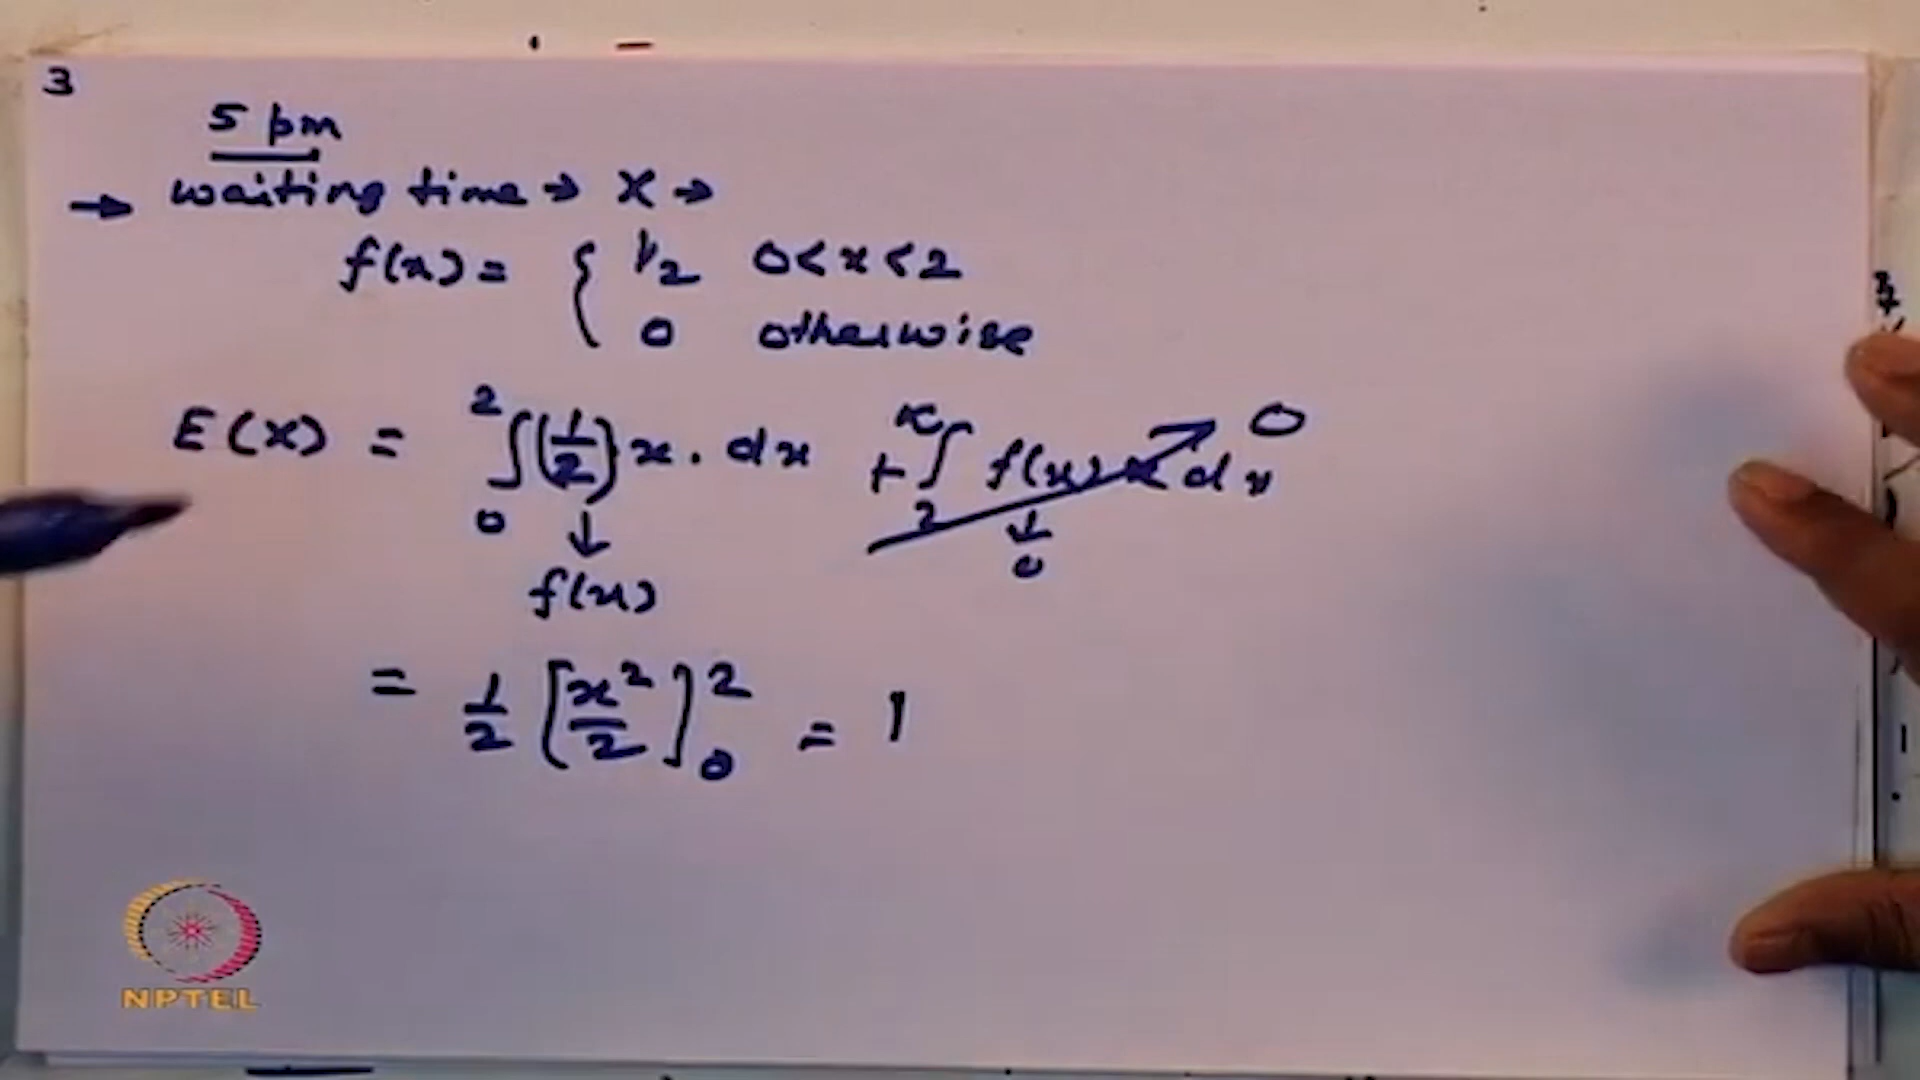 3
5 pm
→ waiting time → X →
f(x) = { 1/2 0<x<2
0 otherwise
E(X) = ∫₀² (1/2) x . dx + ∫₂ f(x) x dx 0
↓ ↓
f(x) 0
= 1/2 [x²/2]₀² = 1
NPTEL